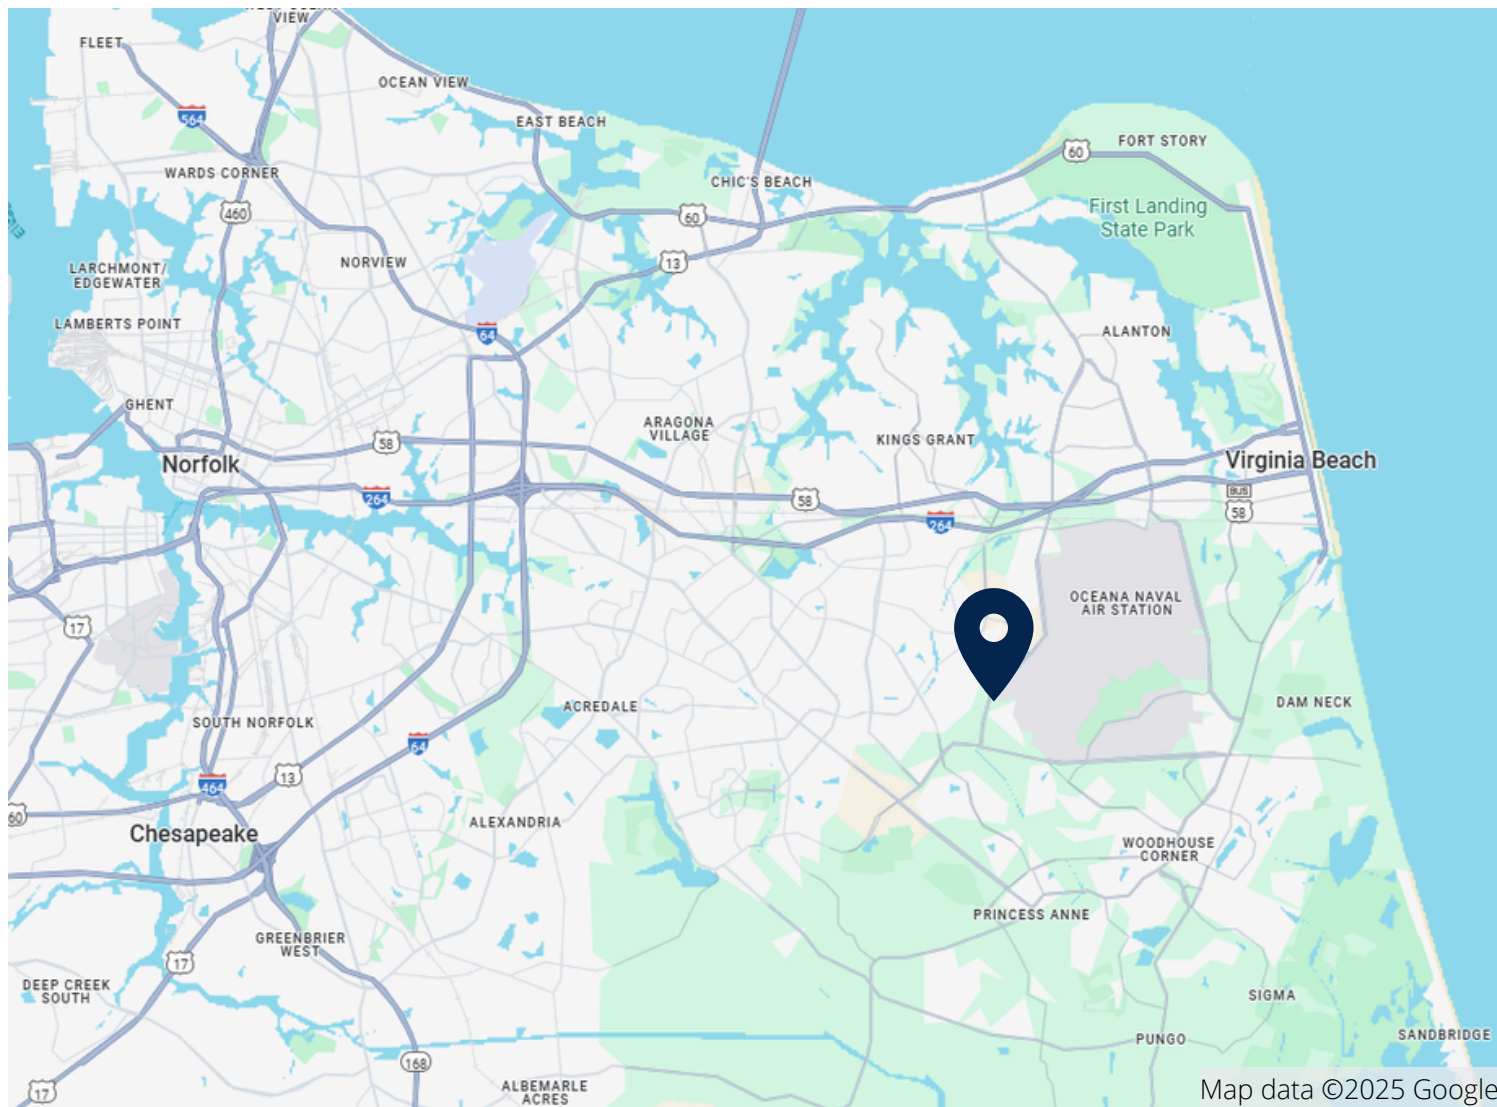 VIEW
FLEET
OCEAN VIEW
564
EAST BEACH
FORT STORY
60
WARDS CORNER
CHIC'S BEACH
460
60
First Landing
State Park
NORVIEW
13
LARCHMONT/
EDGEWATER
LAMBERTS POINT
64
ALANTON
GHENT
ARAGONA
VILLAGE
58
KINGS GRANT
Norfolk
Virginia Beach
264
58
BUS
58
264
OCEANA NAVAL
AIR STATION
17
ACREDALE
DAM NECK
SOUTH NORFOLK
64
13
464
60
ALEXANDRIA
Chesapeake
WOODHOUSE
CORNER
PRINCESS ANNE
GREENBRIER
WEST
17
DEEP CREEK
SOUTH
SIGMA
PUNGO
SANDBRIDGE
168
17
ALBEMARLE
ACRES
Map data ©2025 Google